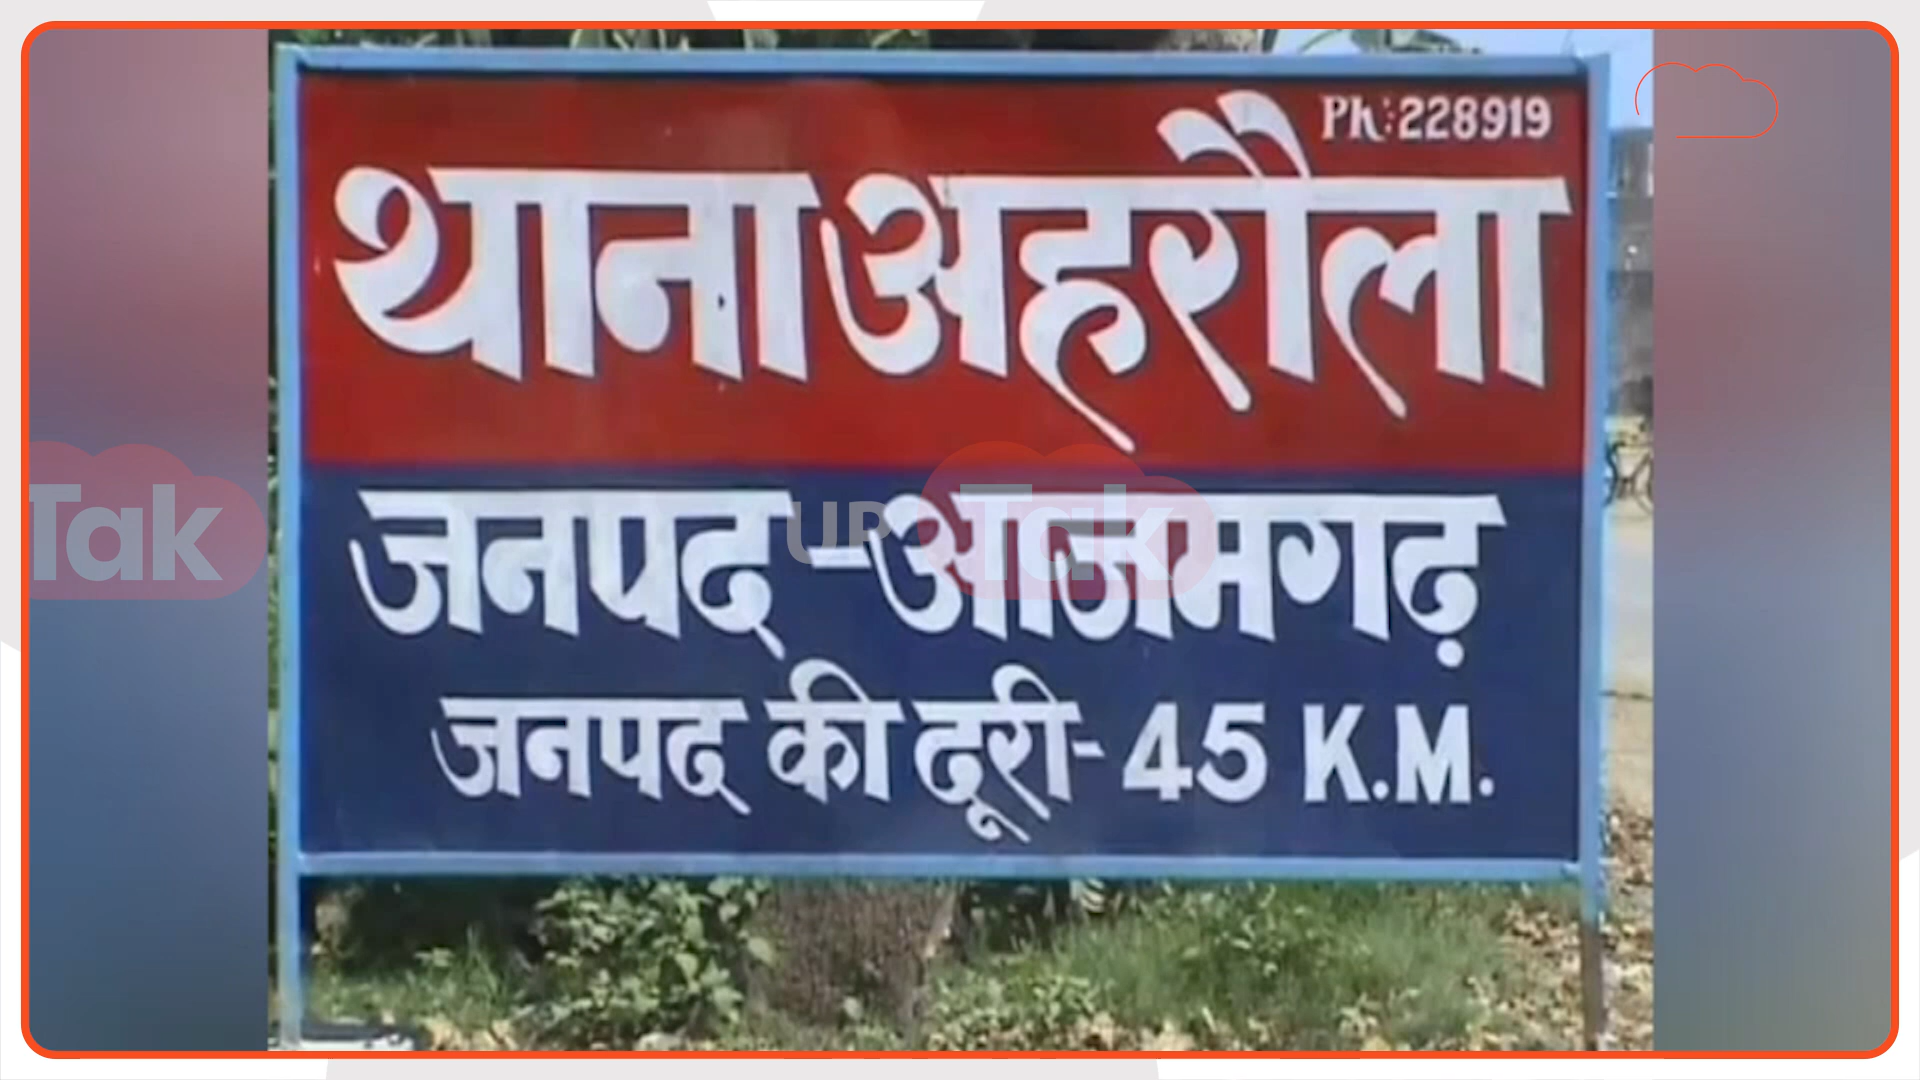 Ph: 228919
थाना अहरौला
जनपद - आजमगढ़
जनपद की दूरी - 45 K.M.
UP Tak
Tak